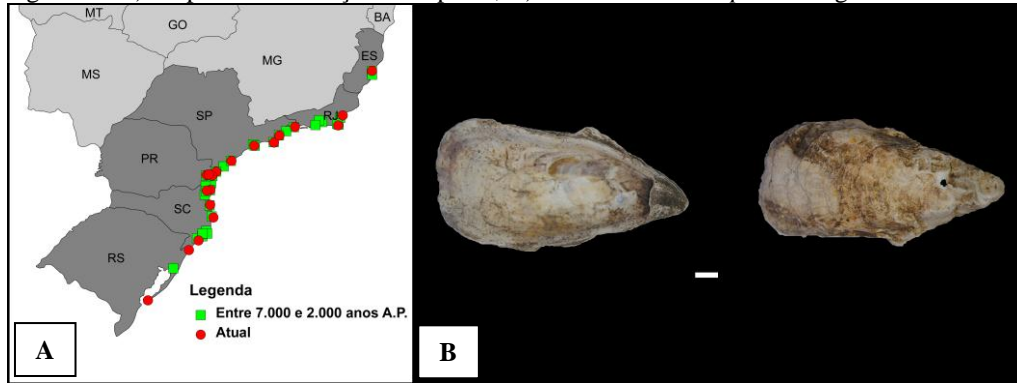 MT
GO
BA
MS
MG
ES
SP
RJ
PR
SC
RS
Legenda
Entre 7.000 e 2.000 anos A.P.
Atual
A
B